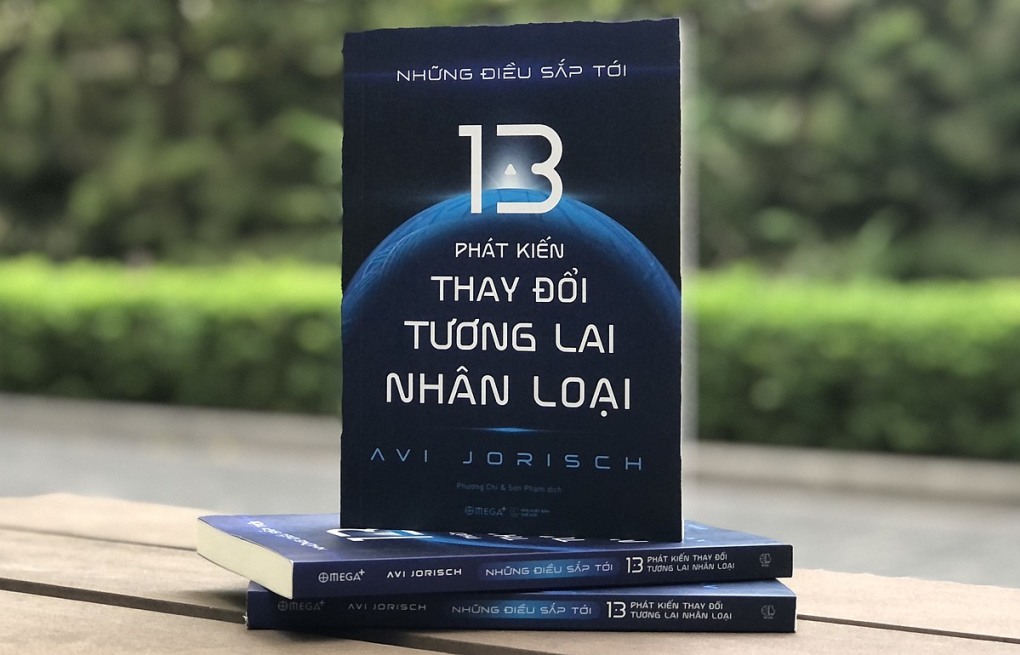 NHỮNG ĐIỀU SẮP TỚI
13
PHÁT KIẾN
THAY ĐỔI
TƯƠNG LAI
NHÂN LOẠI
AVI JORISCH
Phương Chi & Sơn Phạm dịch
OMEGA+
OMEGA+ AVI JORISCH NHỮNG ĐIỀU SẮP TỚI 13 PHÁT KIẾN THAY ĐỔI
TƯƠNG LAI NHÂN LOẠI
OMEGA+ AVI JORISCH NHỮNG ĐIỀU SẮP TỚI 13 PHÁT KIẾN THAY ĐỔI
TƯƠNG LAI NHÂN LOẠI